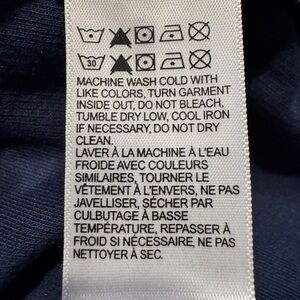 30
MACHINE WASH COLD WITH
LIKE COLORS, TURN GARMENT
INSIDE OUT, DO NOT BLEACH,
TUMBLE DRY LOW, COOL IRON
IF NECESSARY, DO NOT DRY
CLEAN.
LAVER À LA MACHINE À L'EAU
FROIDE AVEC COULEURS
SIMILAIRES, TOURNER LE
VÊTEMENT À L'ENVERS, NE PAS
JAVELLISER, SÉCHER PAR
CULBUTAGE À BASSE
TEMPÉRATURE, REPASSER À
FROID SI NÉCESSAIRE, NE PAS
NETTOYER À SEC.